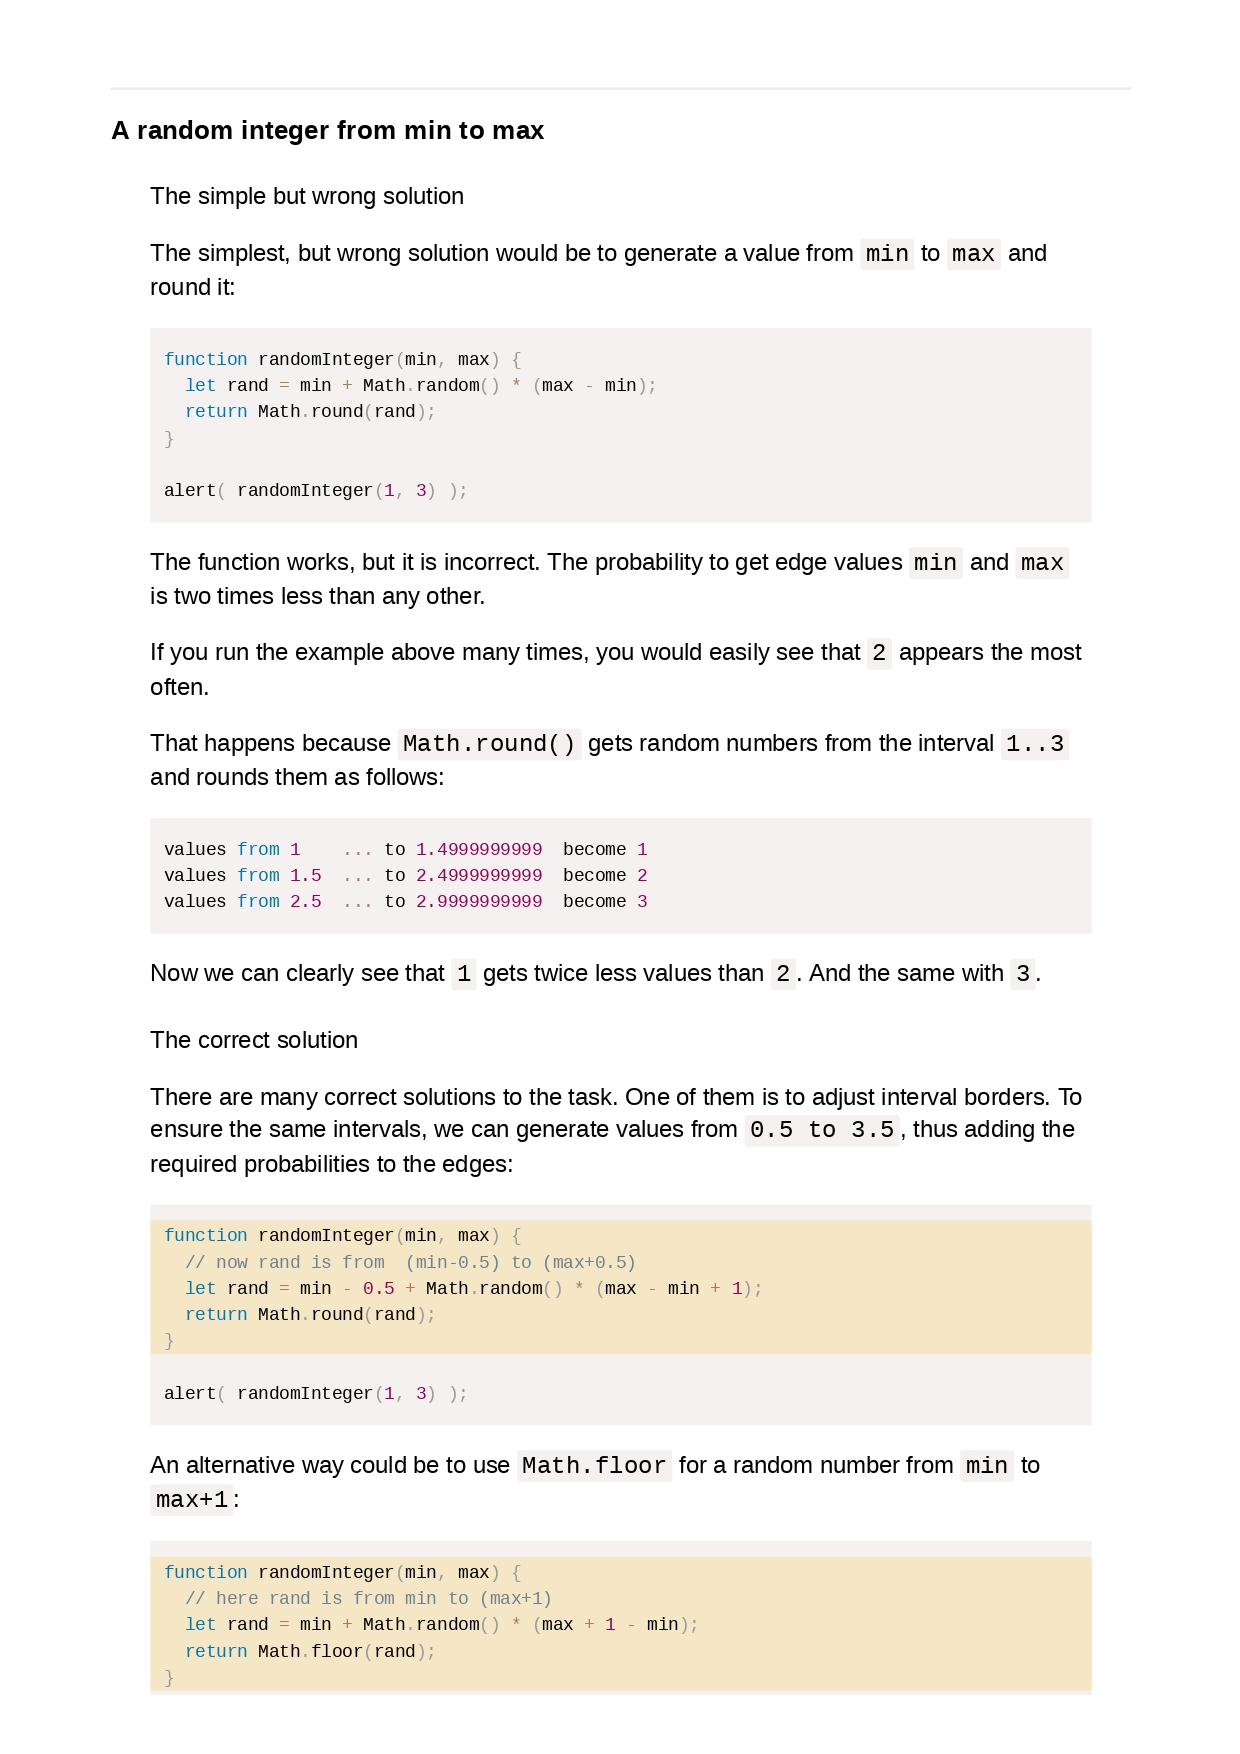 A random integer from min to max
The simple but wrong solution
The simplest, but wrong solution would be to generate a value from min to max and
round it:
function randomInteger(min, max) {
  let rand = min + Math.random() * (max - min);
  return Math.round(rand);
}
alert( randomInteger(1, 3) );
The function works, but it is incorrect. The probability to get edge values min and max
is two times less than any other.
If you run the example above many times, you would easily see that 2 appears the most
often.
That happens because Math.round() gets random numbers from the interval 1..3
and rounds them as follows:
values from 1    ... to 1.4999999999  become 1
values from 1.5  ... to 2.4999999999  become 2
values from 2.5  ... to 2.9999999999  become 3
Now we can clearly see that 1 gets twice less values than 2. And the same with 3.
The correct solution
There are many correct solutions to the task. One of them is to adjust interval borders. To
ensure the same intervals, we can generate values from 0.5 to 3.5, thus adding the
required probabilities to the edges:
function randomInteger(min, max) {
  // now rand is from  (min-0.5) to (max+0.5)
  let rand = min - 0.5 + Math.random() * (max - min + 1);
  return Math.round(rand);
}
alert( randomInteger(1, 3) );
An alternative way could be to use Math.floor for a random number from min to
max+1:
function randomInteger(min, max) {
  // here rand is from min to (max+1)
  let rand = min + Math.random() * (max + 1 - min);
  return Math.floor(rand);
}